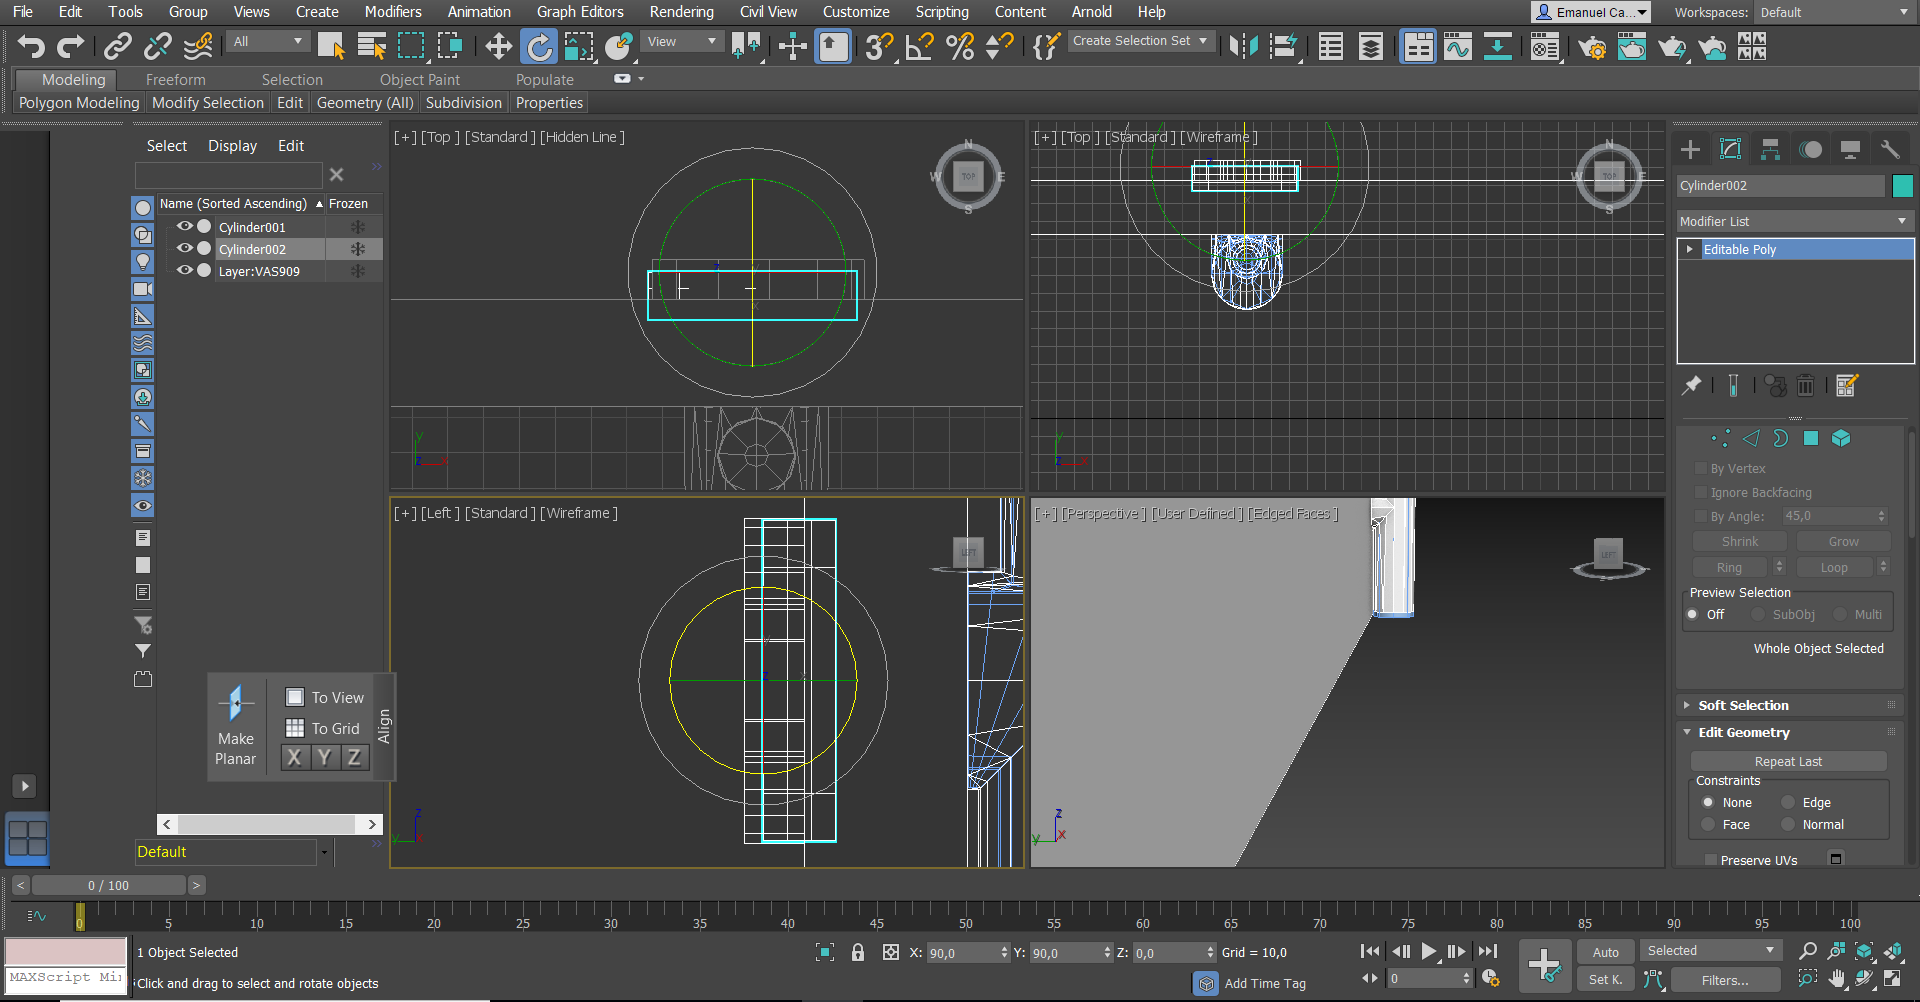 File Edit Tools Group Views Create Modifiers Animation Graph Editors Rendering Civil View Customize Scripting Content Arnold Help Emanuel Ca... Workspaces: Default
All View 3 Create Selection Set
Modeling Freeform Selection Object Paint Populate
Polygon Modeling Modify Selection Edit Geometry (All) Subdivision Properties
Select Display Edit
Name (Sorted Ascending) Frozen
Cylinder001
Cylinder002
Layer:VAS909
Make Planar
To View
To Grid
X Y Z
Align
Default
[+] [Top ] [Standard ] [Hidden Line ]
N
W TOP E
S
y
z x
[+] [Top ] [Standard ] [Wireframe ]
N
W TOP E
S
y
z x
[+] [Left ] [Standard ] [Wireframe ]
LEFT
z
y x
[+] [Perspective ] [User Defined ] [Edged Faces ]
LEFT
z
y x
Cylinder002
Modifier List
Editable Poly
By Vertex
Ignore Backfacing
By Angle: 45,0
Shrink Grow
Ring Loop
Preview Selection
Off SubObj Multi
Whole Object Selected
Soft Selection
Edit Geometry
Repeat Last
Constraints
None Edge
Face Normal
Preserve UVs
< 0 / 100 >
0 5 10 15 20 25 30 35 40 45 50 55 60 65 70 75 80 85 90 95 100
1 Object Selected X: 90,0 Y: 90,0 Z: 0,0 Grid = 10,0 Auto Selected
MAXScript Mi
Click and drag to select and rotate objects Add Time Tag 0 Set K. Filters...